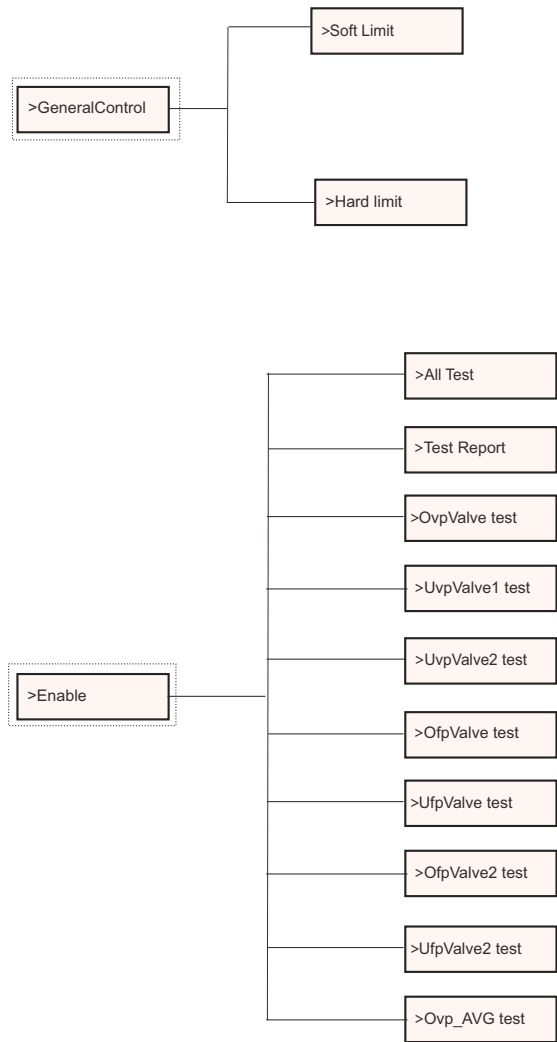 >Soft Limit
>GeneralControl
>Hard limit
>All Test
>Test Report
>OvpValve test
>UvpValve1 test
>UvpValve2 test
>Enable
>OfpValve test
>UfpValve test
>OfpValve2 test
>UfpValve2 test
>Ovp_AVG test